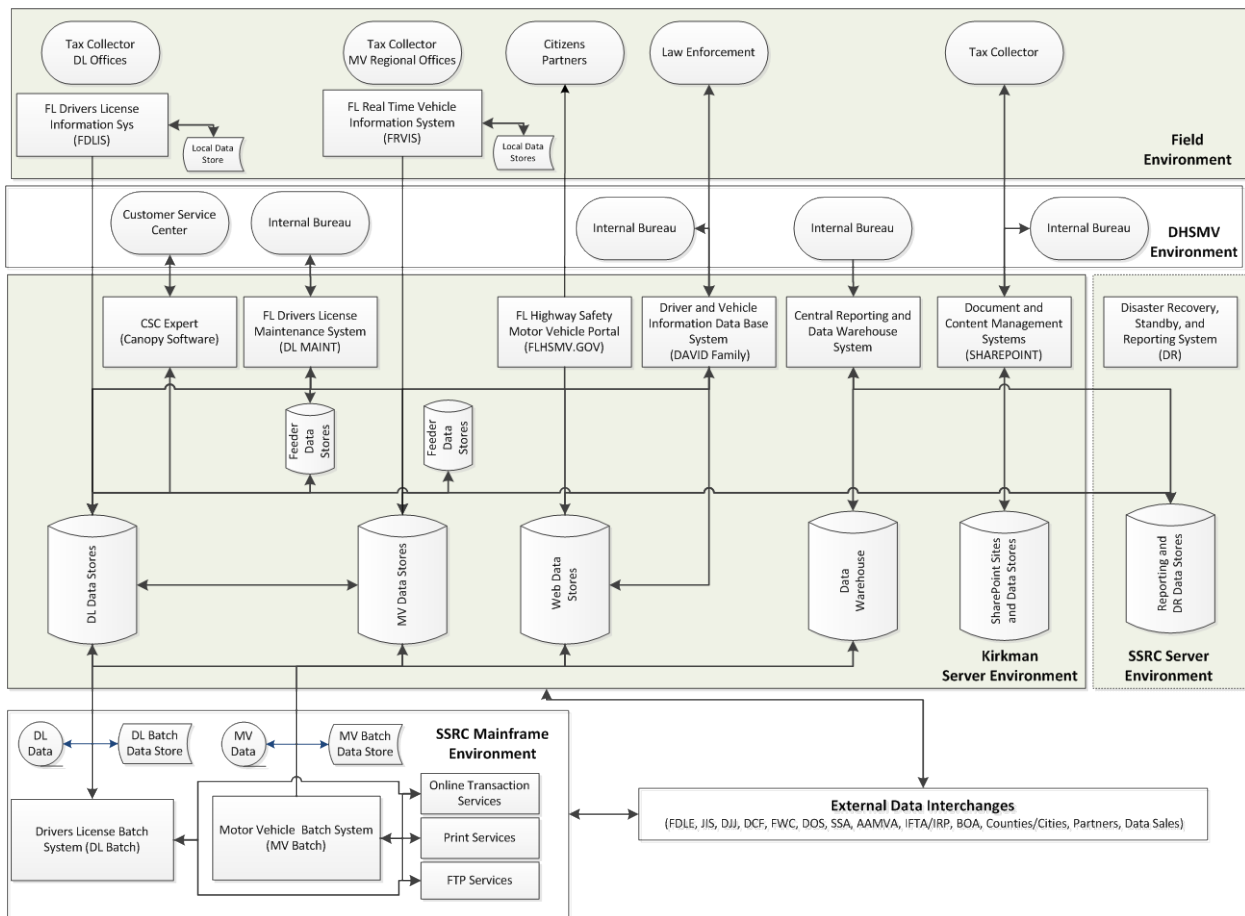 Tax Collector
DL Offices
Tax Collector
MV Regional Offices
Citizens
Partners
Law Enforcement
Tax Collector
FL Drivers License
Information Sys
(FDLIS)
Local Data
Store
FL Real Time Vehicle
Information System
(FRVIS)
Local Data
Stores
Field
Environment
Customer Service
Center
Internal Bureau
Internal Bureau
Internal Bureau
Internal Bureau
DHSMV
Environment
CSC Expert
(Canopy Software)
FL Drivers License
Maintenance System
(DL MAINT)
FL Highway Safety
Motor Vehicle Portal
(FLHSMV.GOV)
Driver and Vehicle
Information Data Base
System
(DAVID Family)
Central Reporting and
Data Warehouse
System
Document and
Content Management
Systems
(SHAREPOINT)
Disaster Recovery,
Standby, and
Reporting System
(DR)
Feeder
Data
Stores
Feeder
Data
Stores
DL Data Stores
MV Data Stores
Web Data
Stores
Data
Warehouse
SharePoint Sites
and Data Stores
Reporting and
DR Data Stores
Kirkman
Server Environment
SSRC Server
Environment
DL
Data
DL Batch
Data Store
MV
Data
MV Batch
Data Store
SSRC Mainframe
Environment
Drivers License Batch
System (DL Batch)
Motor Vehicle Batch System
(MV Batch)
Online Transaction
Services
Print Services
FTP Services
External Data Interchanges
(FDLE, JIS, DJJ, DCF, FWC, DOS, SSA, AAMVA, IFTA/IRP, BOA, Counties/Cities, Partners, Data Sales)